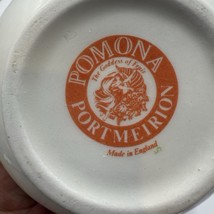 POMONA
The Goddess of Fruit
PORTMEIRION
Made in England